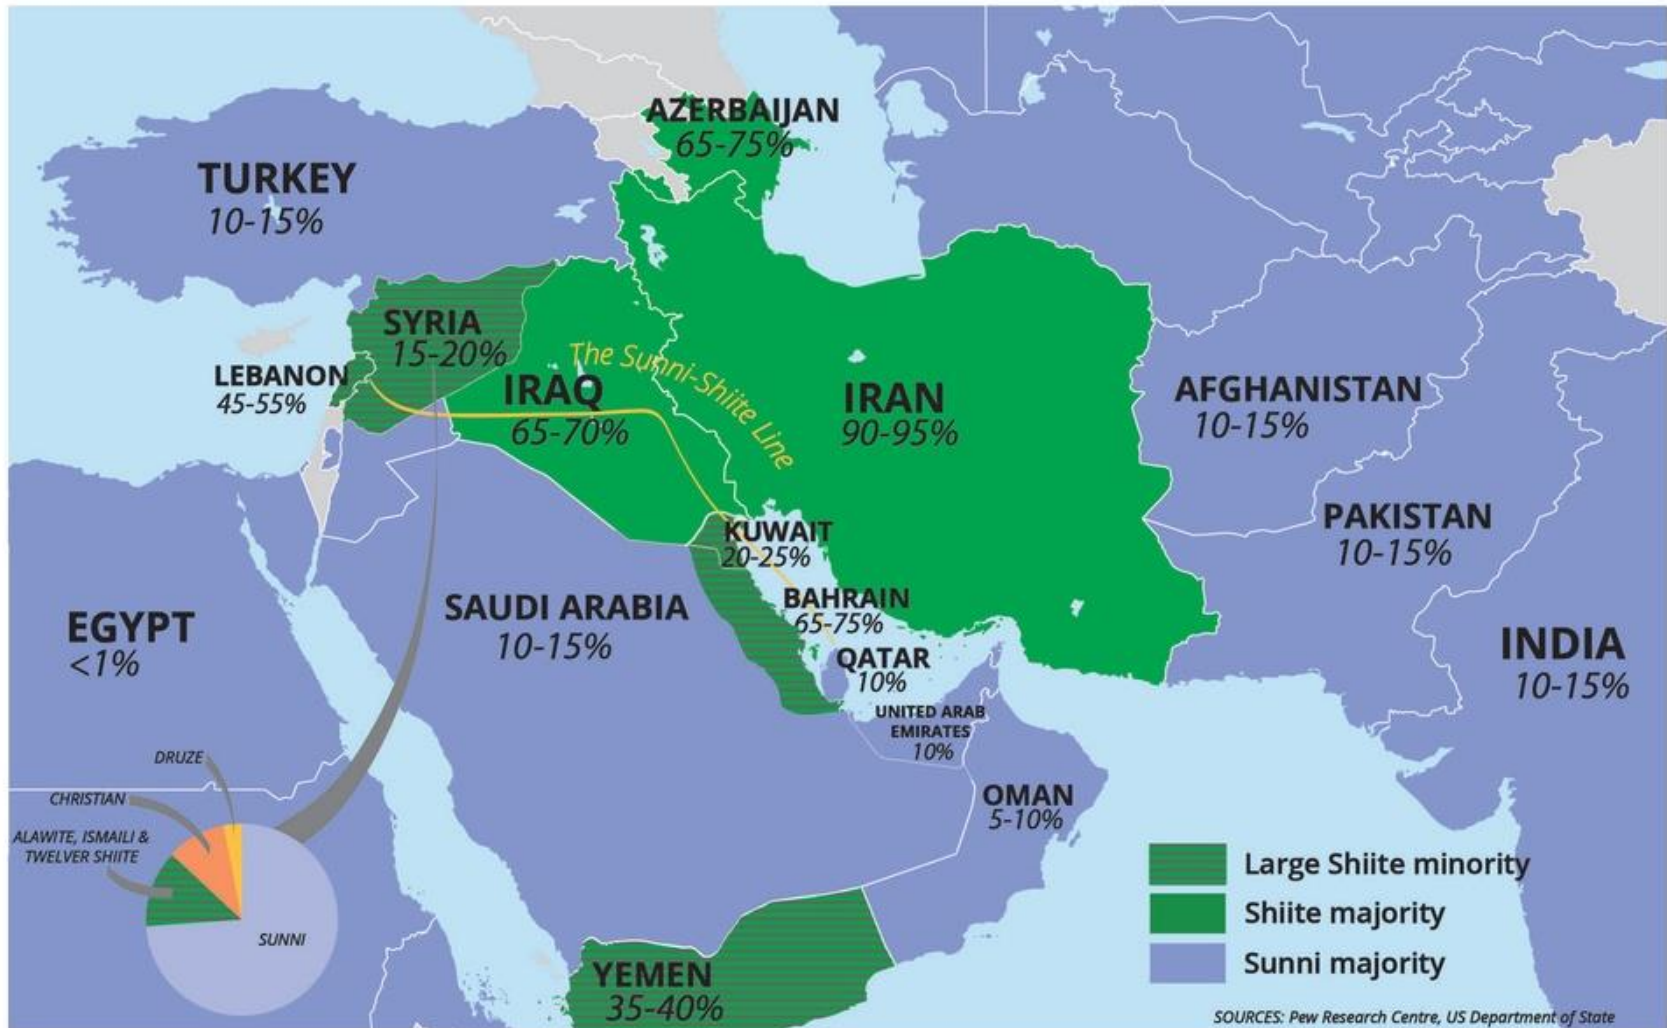 AZERBAIJAN
65-75%
TURKEY
10-15%
SYRIA
15-20%
The Sunni-Shiite Line
LEBANON
45-55%
IRAQ
65-70%
IRAN
90-95%
AFGHANISTAN
10-15%
KUWAIT
20-25%
PAKISTAN
10-15%
EGYPT
<1%
SAUDI ARABIA
10-15%
BAHRAIN
65-75%
QATAR
10%
INDIA
10-15%
UNITED ARAB
EMIRATES
10%
OMAN
5-10%
YEMEN
35-40%
DRUZE
CHRISTIAN
ALAWITE, ISMAILI &
TWELVER SHIITE
SUNNI
Large Shiite minority
Shiite majority
Sunni majority
SOURCES: Pew Research Centre, US Department of State